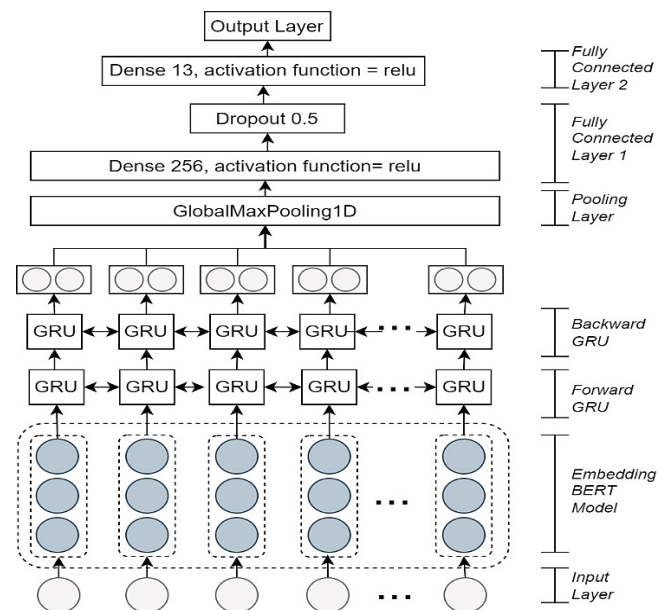 Output Layer
Dense 13, activation function = relu
Fully
Connected
Layer 2
Dropout 0.5
Fully
Connected
Layer 1
Dense 256, activation function= relu
GlobalMaxPooling1D
Pooling
Layer
GRU GRU GRU GRU ... GRU
Backward
GRU
GRU GRU GRU GRU ... GRU
Forward
GRU
...
Embedding
BERT
Model
...
Input
Layer